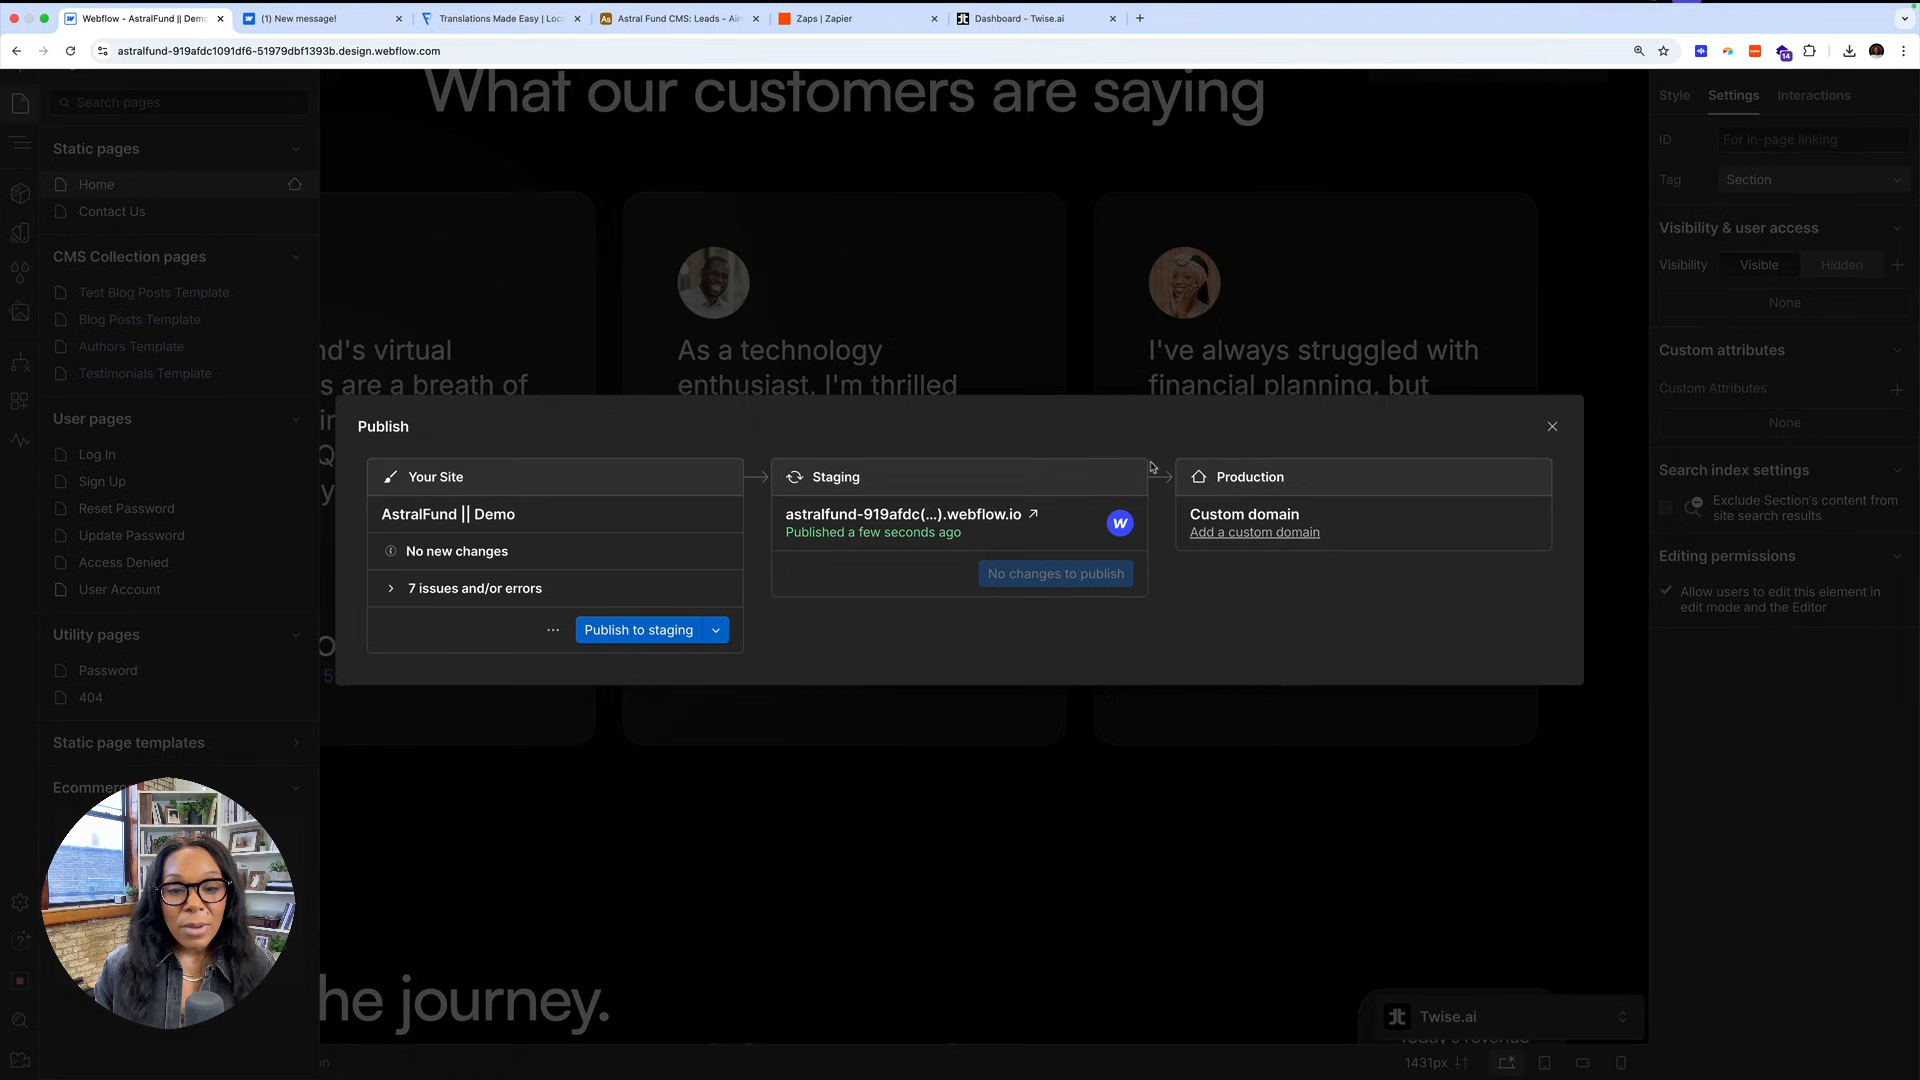 Webflow - AstralFund || Demo
(1) New message!
Translations Made Easy | Loc
Astral Fund CMS: Leads - Air
Zaps | Zapier
Dashboard - Twise.ai
astralfund-919afdc1091df6-51979dbf1393b.design.webflow.com
14
Search pages
Static pages
Home
Contact Us
CMS Collection pages
Test Blog Posts Template
Blog Posts Template
Authors Template
Testimonials Template
User pages
Log In
Sign Up
Reset Password
Update Password
Access Denied
User Account
Utility pages
Password
404
Static page templates
Ecommerc
What our customers are saying
nd's virtual
s are a breath of
As a technology
enthusiast, I'm thrilled
I've always struggled with
financial planning, but
Publish
Your Site
AstralFund || Demo
No new changes
7 issues and/or errors
Publish to staging
Staging
astralfund-919afdc(...).webflow.io
Published a few seconds ago
W
No changes to publish
Production
Custom domain
Add a custom domain
5
he journey.
Twise.ai
Today's revenue
on
1431px
Style
Settings
Interactions
ID
For in-page linking
Tag
Section
Visibility & user access
Visibility
Visible
Hidden
None
Custom attributes
Custom Attributes
None
Search index settings
Exclude Section's content from
site search results
Editing permissions
Allow users to edit this element in
edit mode and the Editor